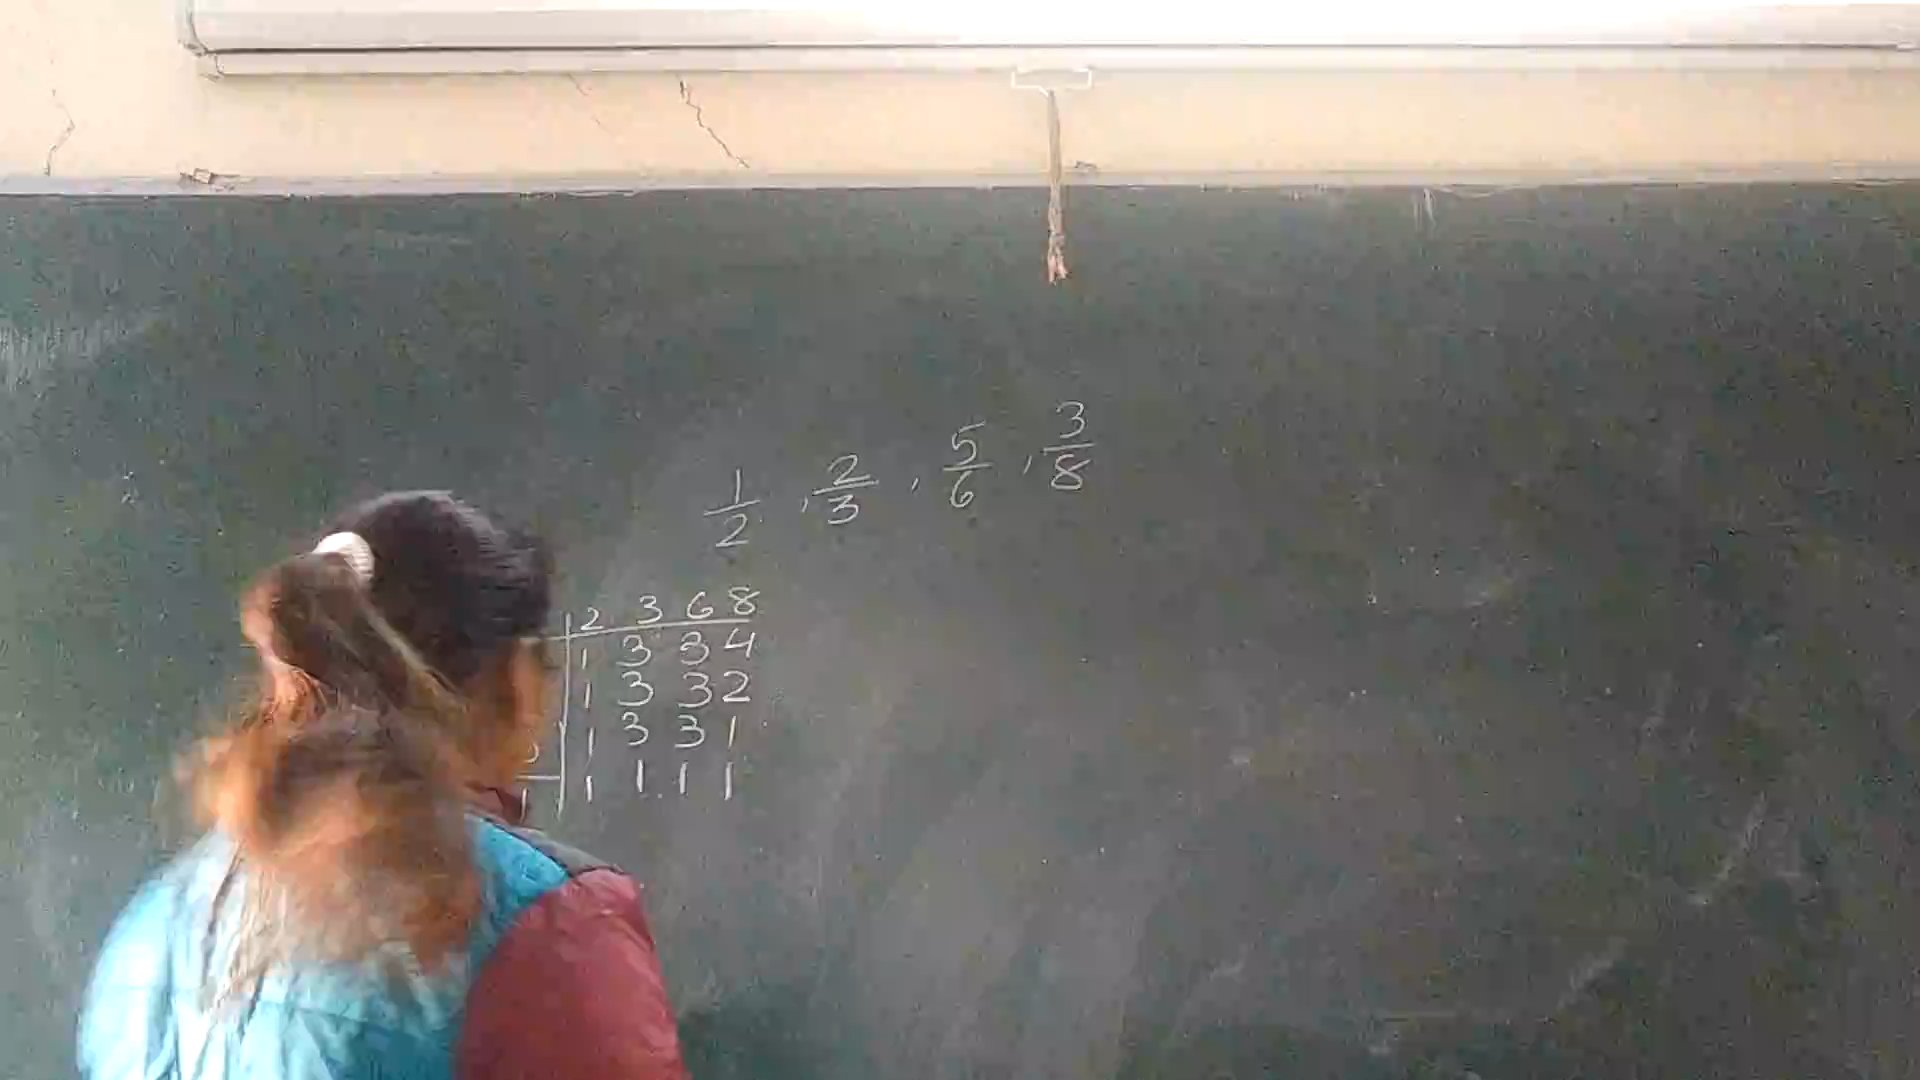 1/2 , 2/3 , 5/6 , 3/8
2 3 6 8
1 3 3 4
1 3 3 2
1 3 3 1
1 1 1 1 1